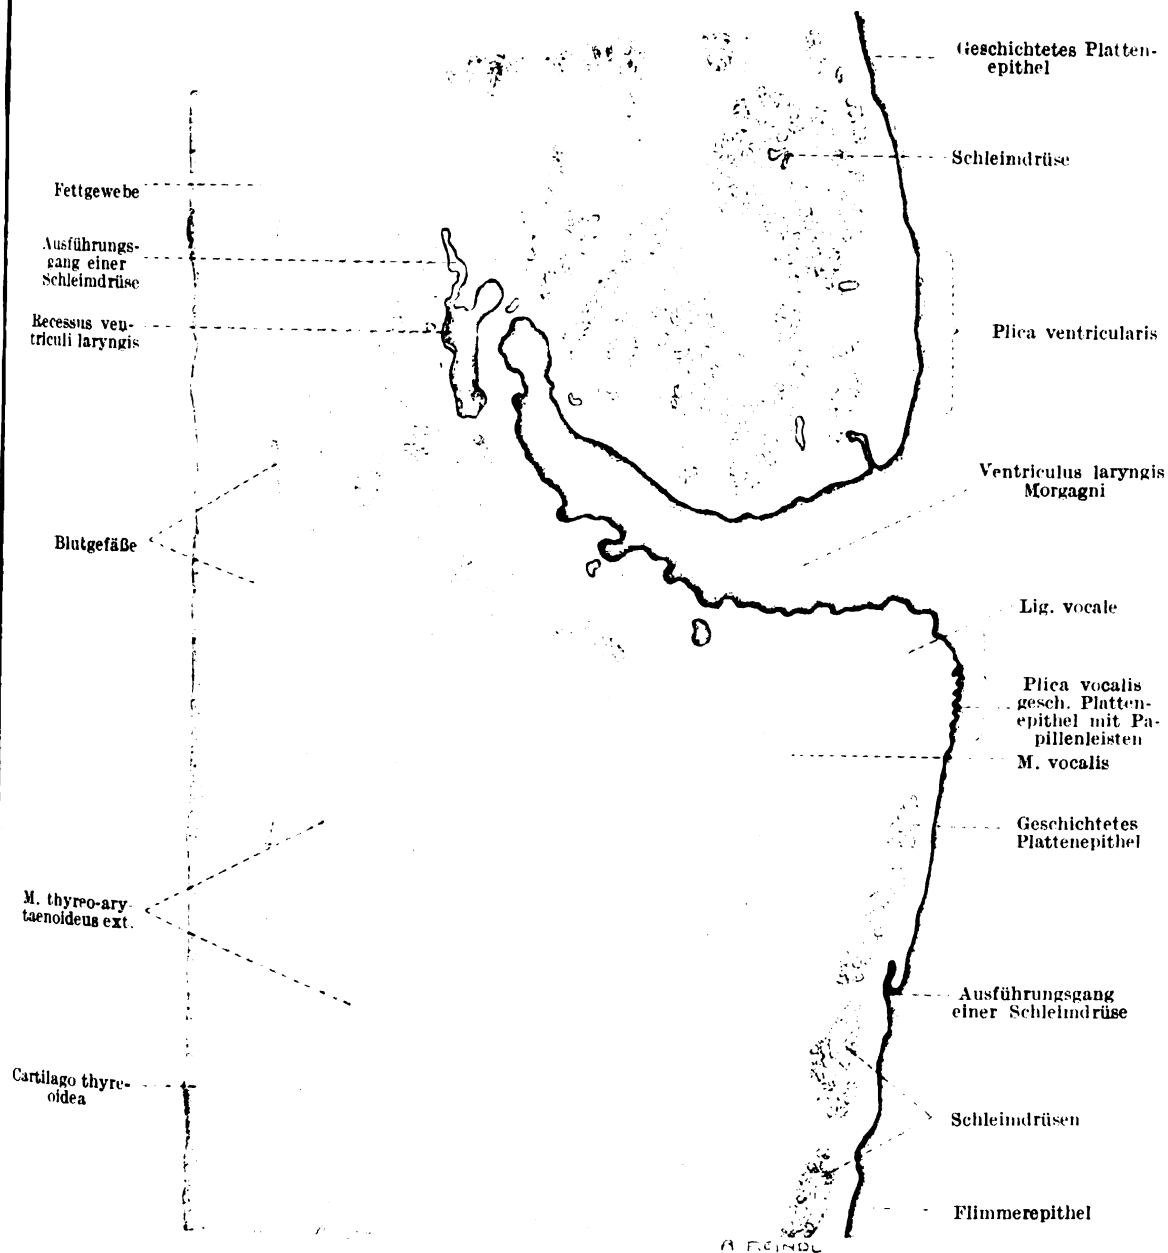 Geschichtetes Platten-
epithel
Schleimdrüse
Plica ventricularis
Ventriculus laryngis
Morgagni
Lig. vocale
Plica vocalis
gesch. Platten-
epithel mit Pa-
pillenleisten
M. vocalis
Geschichtetes
Plattenepithel
Ausführungsgang
einer Schleimdrüse
Schleimdrüsen
Flimmerepithel
Fettgewebe
Ausführungs-
gang einer
Schleimdrüse
Recessus ven-
triculi laryngis
Blutgefäße
M. thyreo-ary-
taenoideus ext.
Cartilago thyre-
oidea